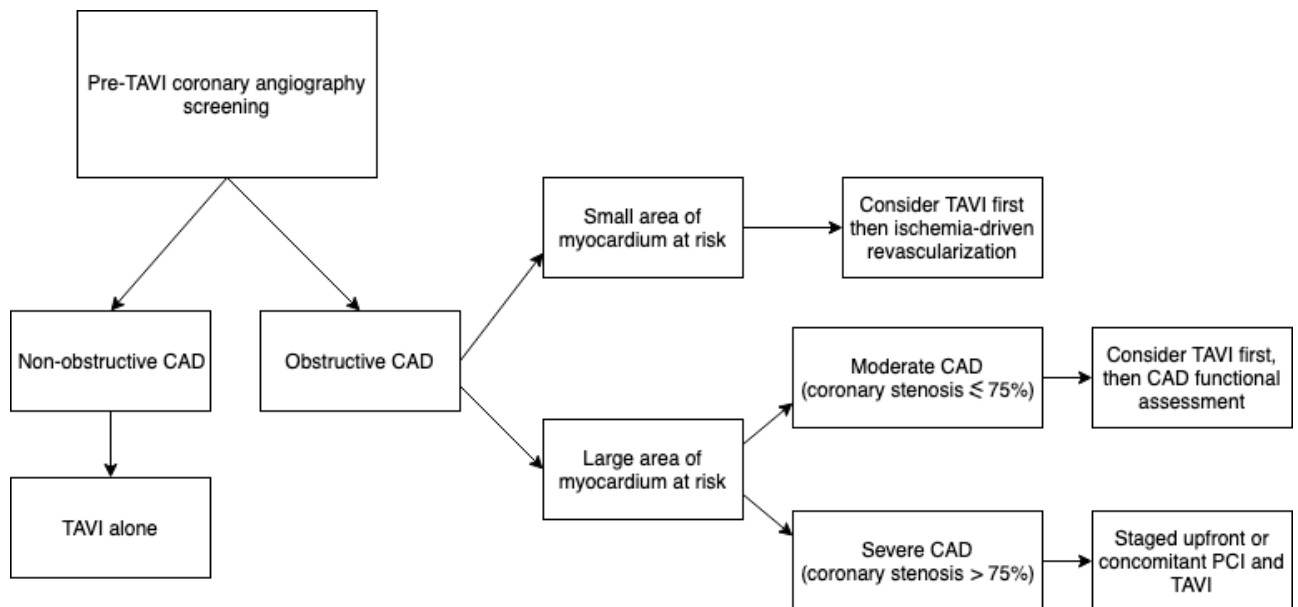 Pre-TAVI coronary angiography
screening
Small area of
myocardium at risk
Consider TAVI first
then ischemia-driven
revascularization
Non-obstructive CAD
Obstructive CAD
Moderate CAD
(coronary stenosis ⩽ 75%)
Consider TAVI first,
then CAD functional
assessment
Large area of
myocardium at risk
TAVI alone
Severe CAD
(coronary stenosis > 75%)
Staged upfront or
concomitant PCI and
TAVI